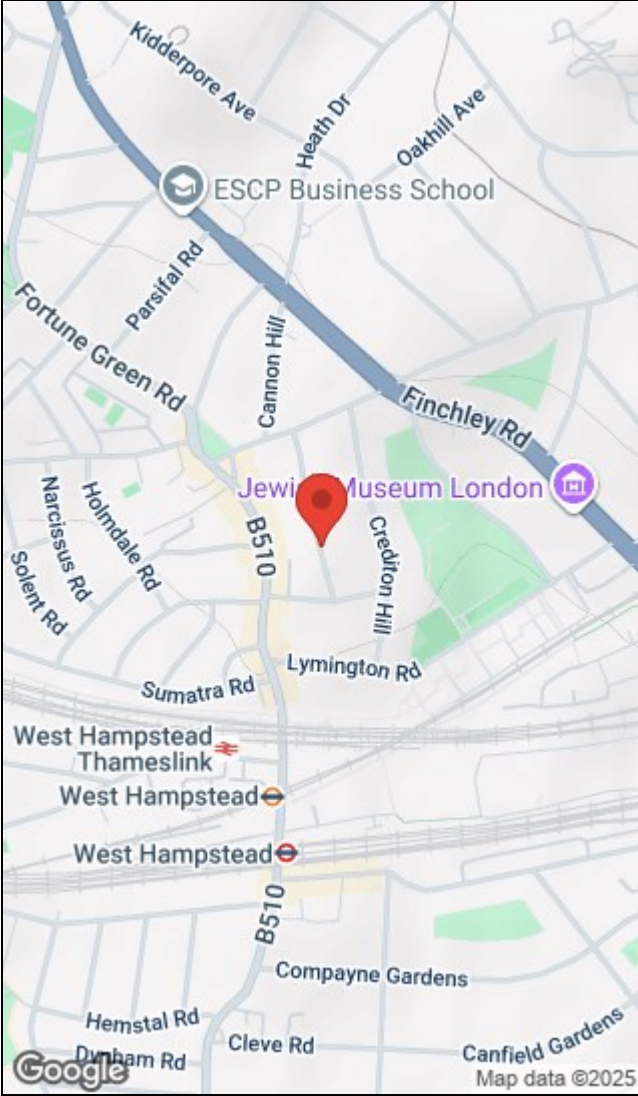 Kidderpore Ave
Heath Dr
Oakhill Ave
ESCP Business School
Parsifal Rd
Fortune Green Rd
Cannon Hill
Finchley Rd
Jewi Museum London
Narcissus Rd
Holmdale Rd
B510
Crediton Hill
Solent Rd
Lymington Rd
Sumatra Rd
West Hampstead
Thameslink
West Hampstead
West Hampstead
B510
Compayne Gardens
Hemstal Rd
Cleve Rd
Canfield Gardens
Dynham Rd
Google
Map data ©2025